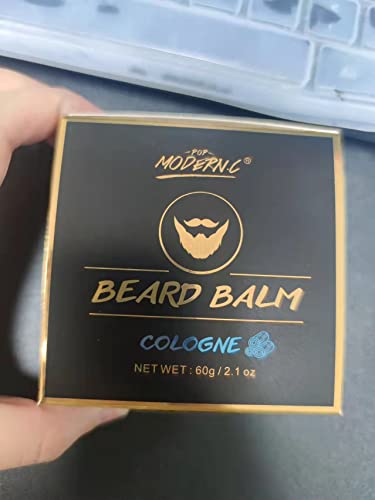 POP
MODERN.C®
BEARD BALM
COLOGNE
NET WET : 60g / 2.1 oz